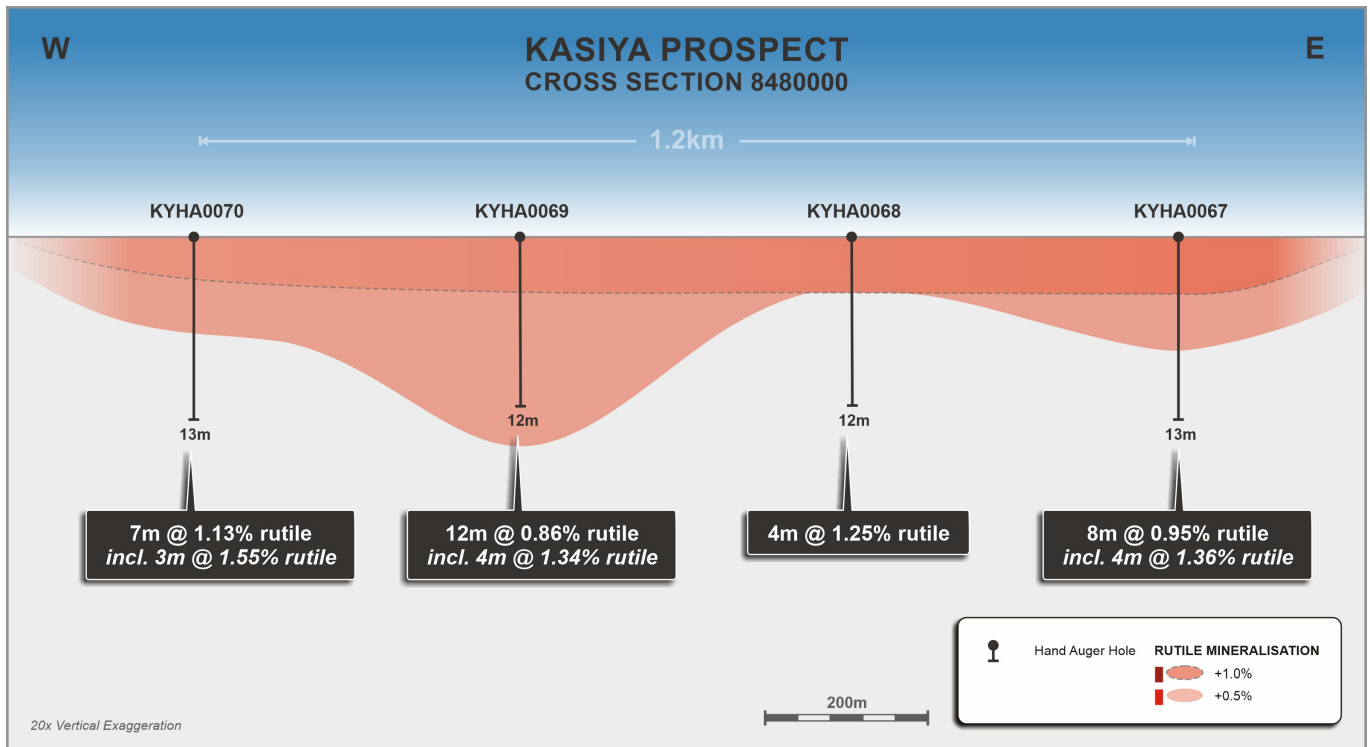 W
KASIYA PROSPECT
E
CROSS SECTION 8480000
1.2km
KYHA0070
KYHA0069
KYHA0068
KYHA0067
13m
12m
12m
13m
7m @ 1.13% rutile
incl. 3m @ 1.55% rutile
12m @ 0.86% rutile
incl. 4m @ 1.34% rutile
4m @ 1.25% rutile
8m @ 0.95% rutile
incl. 4m @ 1.36% rutile
Hand Auger Hole
RUTILE MINERALISATION
+1.0%
+0.5%
200m
20x Vertical Exaggeration